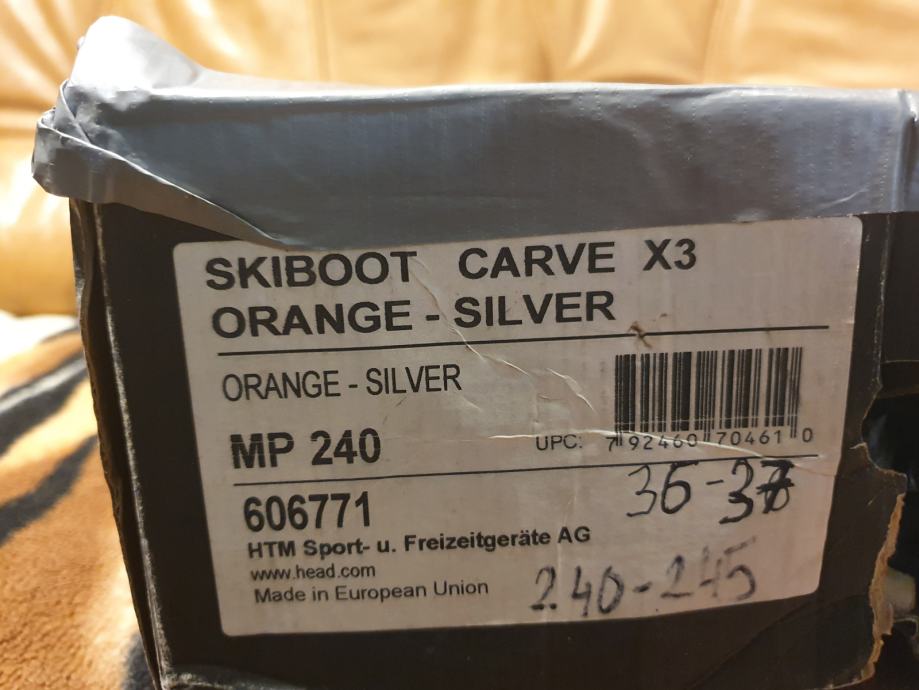 SKIBOOT CARVE X3
ORANGE - SILVER
ORANGE - SILVER
MP 240
UPC: 7 92460 70461 0
606771
36-37
HTM Sport- u. Freizeitgeräte AG
www.head.com
Made in European Union
240-245